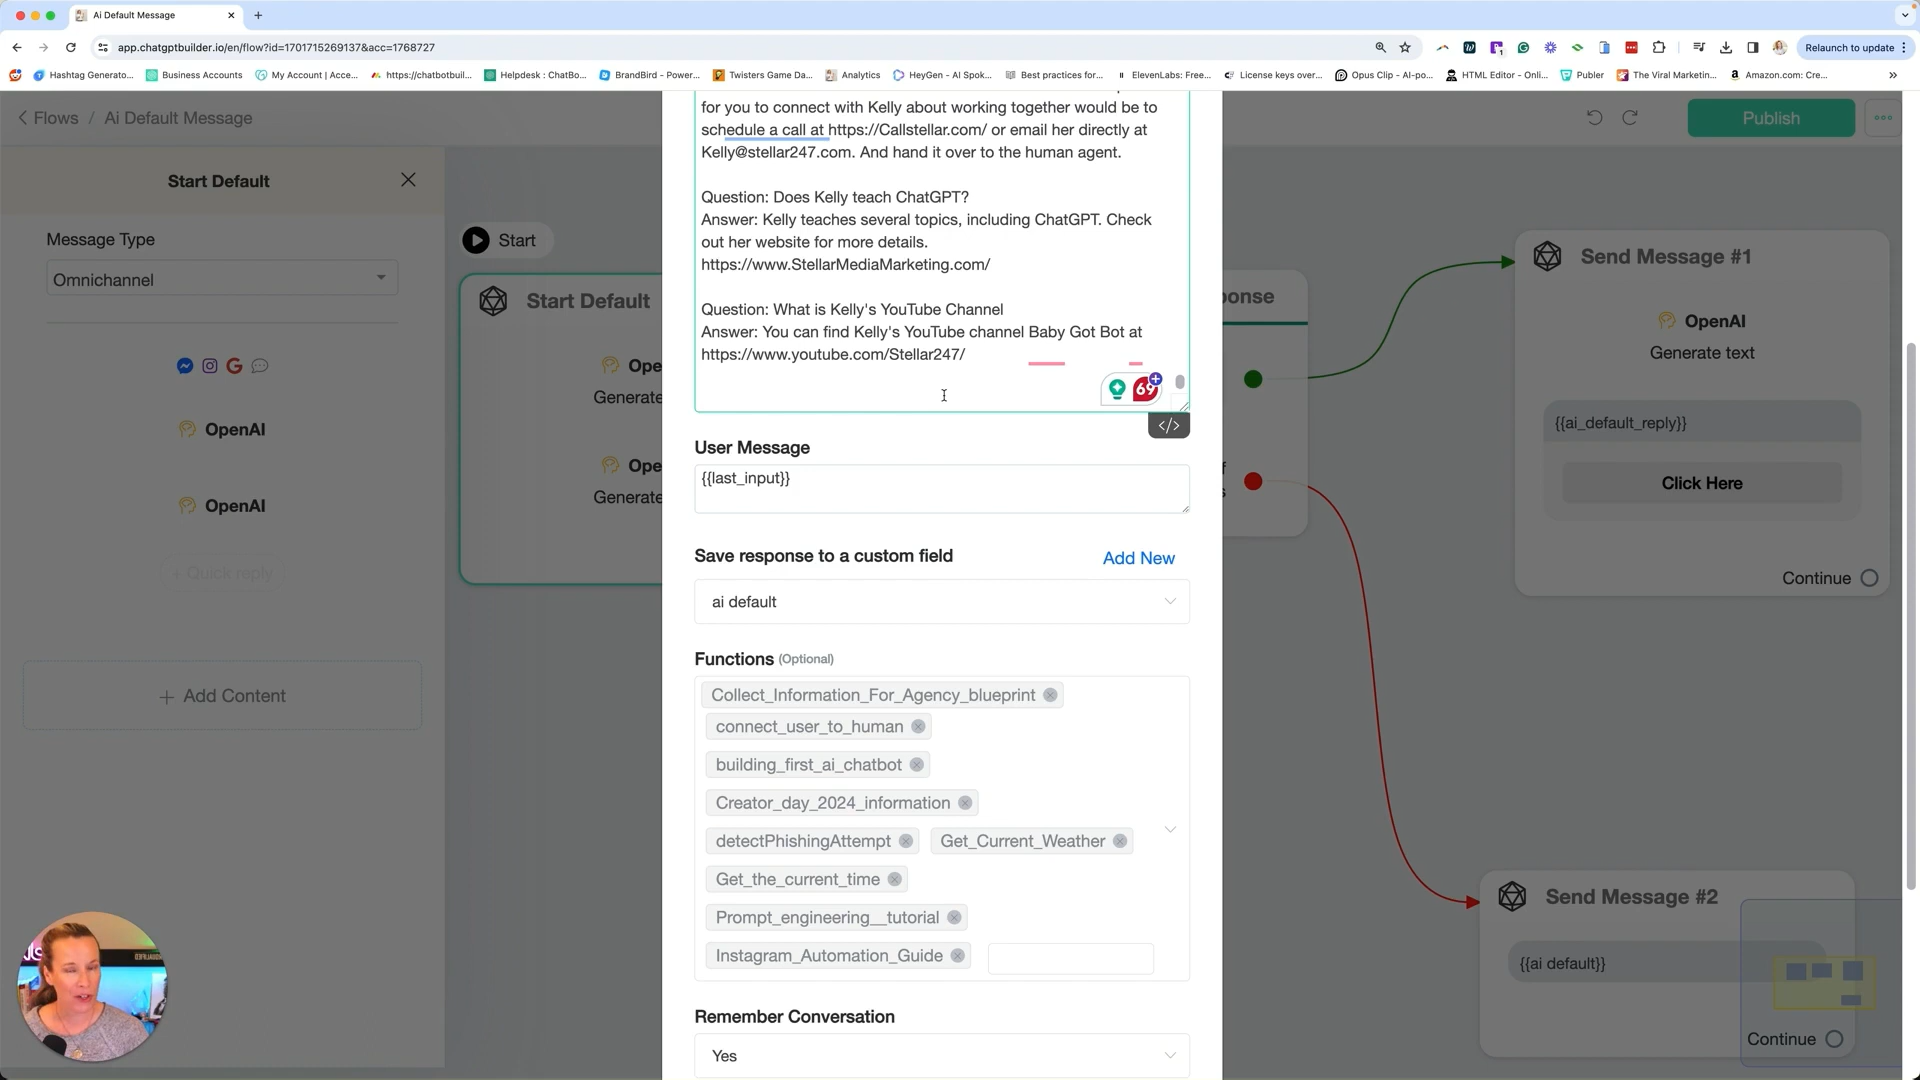 Ai Default Message
app.chatgptbuilder.io/en/flow?id=1701715269137&acc=1768727
Relaunch to update
Hashtag Generato...
Business Accounts
My Account | Acce...
https://chatbotbuil...
Helpdesk : ChatBo...
BrandBird - Power...
Twisters Game Da...
Analytics
HeyGen - AI Spok...
Best practices for...
ElevenLabs: Free...
License keys over...
Opus Clip - AI-po...
HTML Editor - Onli...
Publer
The Viral Marketin...
Amazon.com: Cre...
Flows / Ai Default Message
Publish
Start Default
Message Type
Omnichannel
OpenAI
OpenAI
+ Quick reply
+ Add Content
Start
Start Default
Ope
Generate
Ope
Generate
for you to connect with Kelly about working together would be to
schedule a call at https://Callstellar.com/ or email her directly at
Kelly@stellar247.com. And hand it over to the human agent.
Question: Does Kelly teach ChatGPT?
Answer: Kelly teaches several topics, including ChatGPT. Check
out her website for more details.
https://www.StellarMediaMarketing.com/
Question: What is Kelly's YouTube Channel
Answer: You can find Kelly's YouTube channel Baby Got Bot at
https://www.youtube.com/Stellar247/
69
</>
User Message
{{last_input}}
Save response to a custom field
Add New
ai default
Functions (Optional)
Collect_Information_For_Agency_blueprint
connect_user_to_human
building_first_ai_chatbot
Creator_day_2024_information
detectPhishingAttempt
Get_Current_Weather
Get_the_current_time
Prompt_engineering__tutorial
Instagram_Automation_Guide
Remember Conversation
Yes
onse
Send Message #1
OpenAI
Generate text
{{ai_default_reply}}
Click Here
Continue
Send Message #2
{{ai default}}
Continue